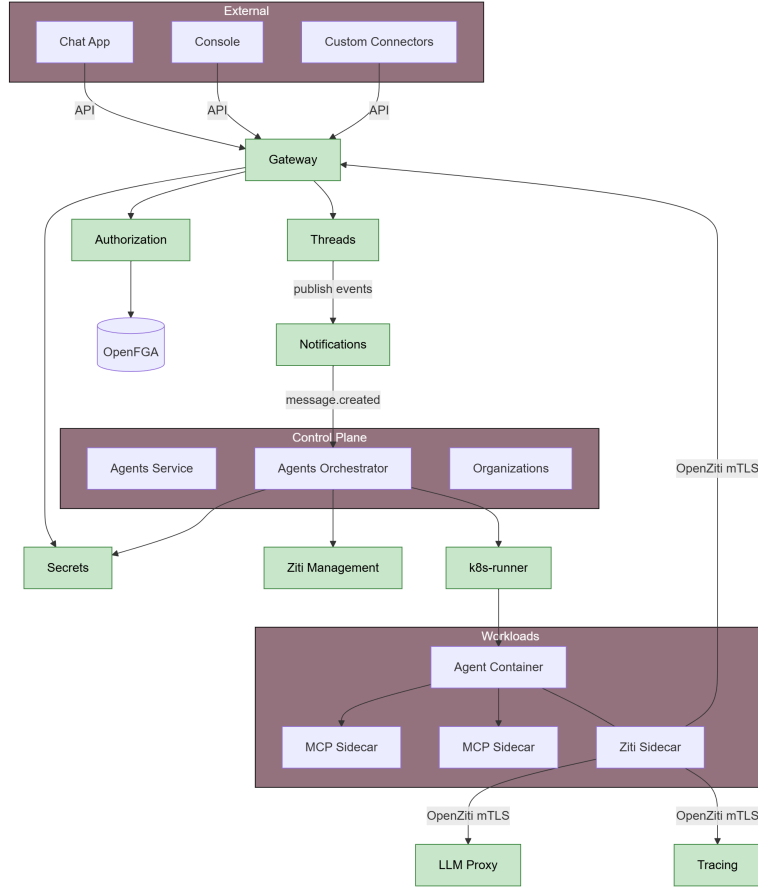 External
Chat App
Console
Custom Connectors
API
API
API
Gateway
Authorization
Threads
publish events
OpenFGA
Notifications
message.created
Control Plane
Agents Service
Agents Orchestrator
Organizations
OpenZiti mTLS
Secrets
Ziti Management
k8s-runner
Workloads
Agent Container
MCP Sidecar
MCP Sidecar
Ziti Sidecar
OpenZiti mTLS
OpenZiti mTLS
LLM Proxy
Tracing